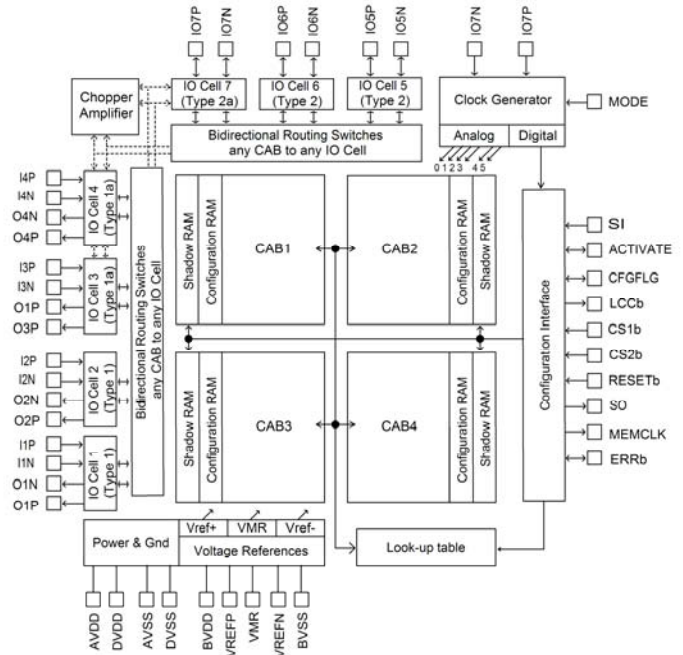 IO7P
IO7N
IO6P
IO6N
IO5P
IO5N
IO7N
IO7P
Chopper
Amplifier
IO Cell 7
(Type 2a)
IO Cell 6
(Type 2)
IO Cell 5
(Type 2)
Clock Generator
Analog
Digital
MODE
Bidirectional Routing Switches
any CAB to any IO Cell
0 1 2 3 4 5
I4P
I4N
O4N
O4P
IO Cell 4
(Type 1a)
I3P
I3N
O1P
O3P
IO Cell 3
(Type 1a)
I2P
I2N
O2N
O2P
IO Cell 2
(Type 1)
I1P
I1N
O1N
O1P
IO Cell 1
(Type 1)
Bidirectional Routing Switches
any CAB to any IO Cell
Shadow RAM
Configuration RAM
CAB1
CAB2
Configuration RAM
Shadow RAM
Shadow RAM
Configuration RAM
CAB3
CAB4
Configuration RAM
Shadow RAM
Configuration Interface
SI
ACTIVATE
CFGFLG
LCCb
CS1b
CS2b
RESETb
SO
MEMCLK
ERRb
Power & Gnd
Vref+
VMR
Vref-
Voltage References
Look-up table
AVDD
DVDD
AVSS
DVSS
BVDD
VREFP
VMR
VREFN
BVSS